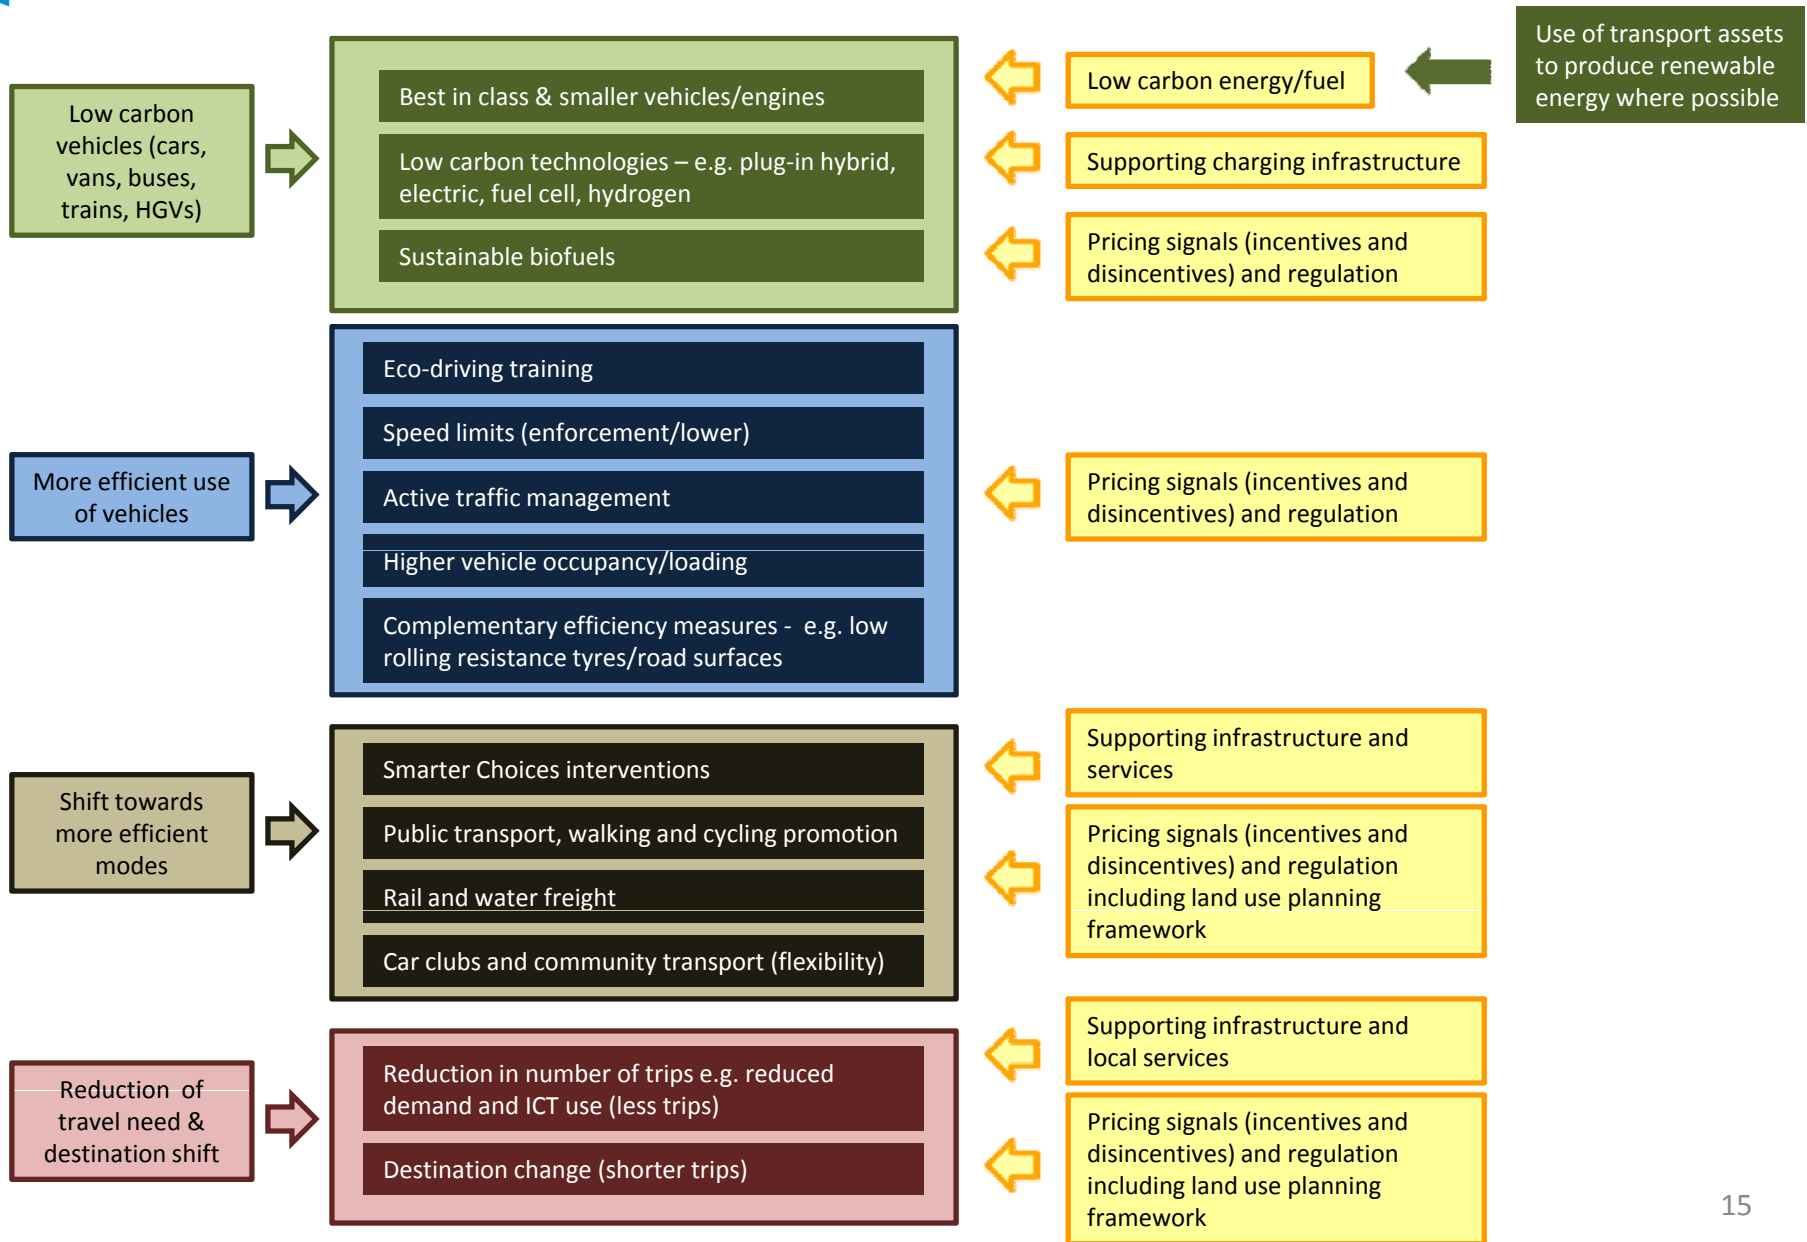 Use of transport assets
to produce renewable
energy where possible
Low carbon
vehicles (cars,
vans, buses,
trains, HGVs)
Best in class & smaller vehicles/engines
Low carbon technologies – e.g. plug-in hybrid,
electric, fuel cell, hydrogen
Sustainable biofuels
Low carbon energy/fuel
Supporting charging infrastructure
Pricing signals (incentives and
disincentives) and regulation
More efficient use
of vehicles
Eco-driving training
Speed limits (enforcement/lower)
Active traffic management
Higher vehicle occupancy/loading
Complementary efficiency measures - e.g. low
rolling resistance tyres/road surfaces
Pricing signals (incentives and
disincentives) and regulation
Shift towards
more efficient
modes
Smarter Choices interventions
Public transport, walking and cycling promotion
Rail and water freight
Car clubs and community transport (flexibility)
Supporting infrastructure and
services
Pricing signals (incentives and
disincentives) and regulation
including land use planning
framework
Reduction of
travel need &
destination shift
Reduction in number of trips e.g. reduced
demand and ICT use (less trips)
Destination change (shorter trips)
Supporting infrastructure and
local services
Pricing signals (incentives and
disincentives) and regulation
including land use planning
framework
15